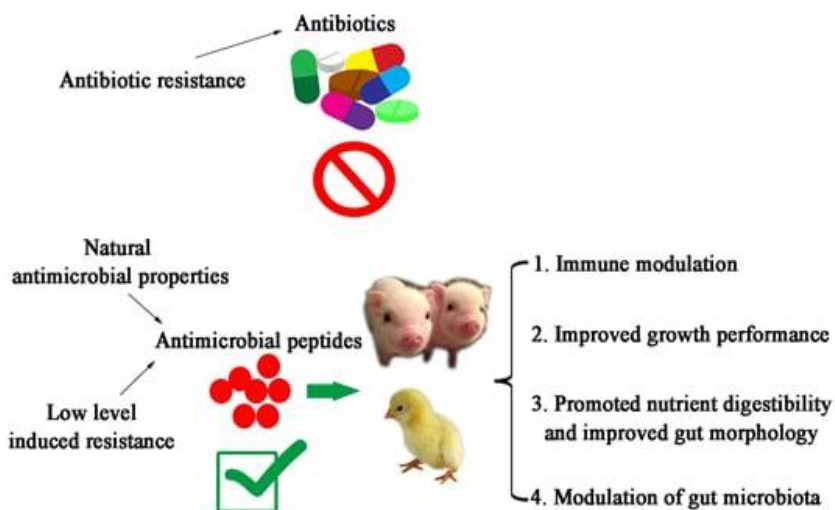 Antibiotics
Antibiotic resistance
Natural
antimicrobial properties
Antimicrobial peptides
Low level
induced resistance
1. Immune modulation
2. Improved growth performance
3. Promoted nutrient digestibility
and improved gut morphology
4. Modulation of gut microbiota